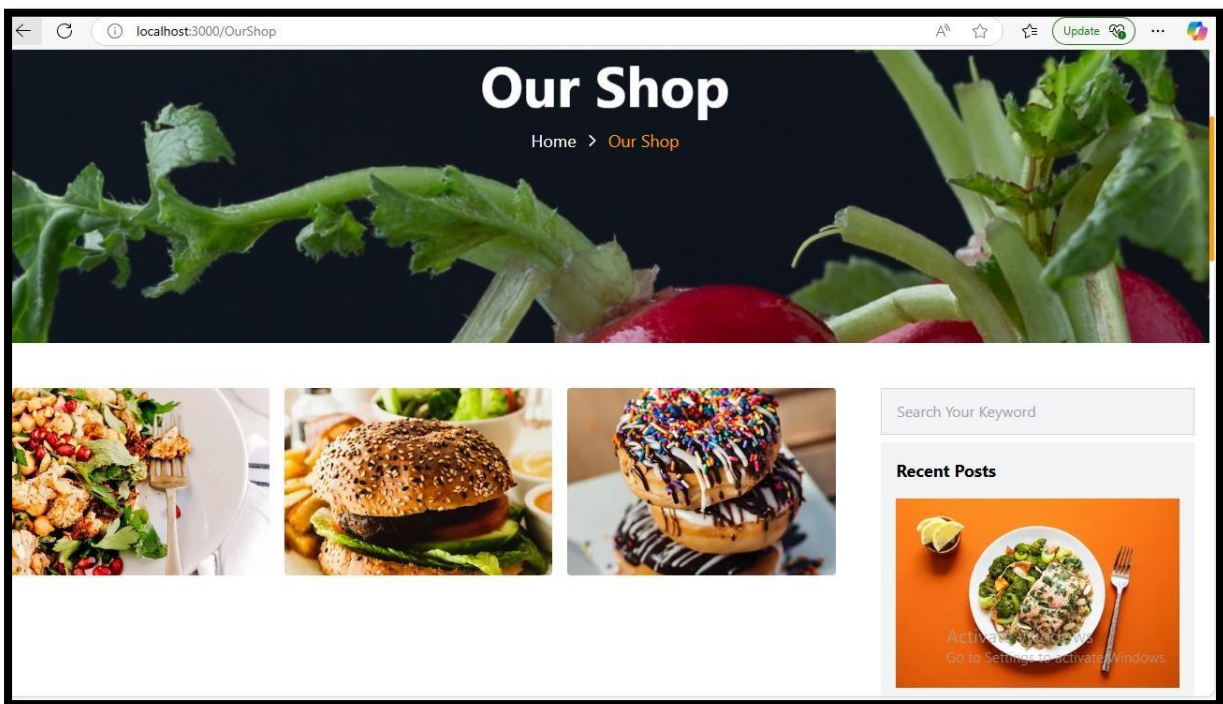 localhost:3000/OurShop
Update
Our Shop
Home > Our Shop
Search Your Keyword
Recent Posts
Activate Windows
Go to Settings to activate Windows.